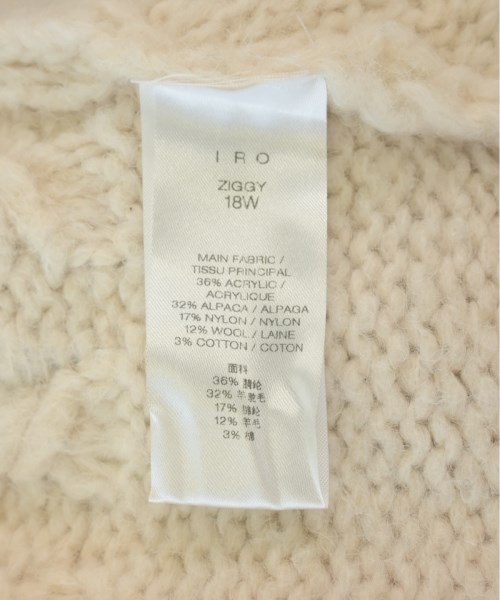 IRO
ZIGGY
18W
MAIN FABRIC /
TISSU PRINCIPAL
36% ACRYLIC /
ACRYLIQUE
32% ALPACA / ALPAGA
17% NYLON / NYLON
12% WOOL / LAINE
3% COTTON / COTON
面料
36% 腈纶
32% 羊驼毛
17% 锦纶
12% 羊毛
3% 棉